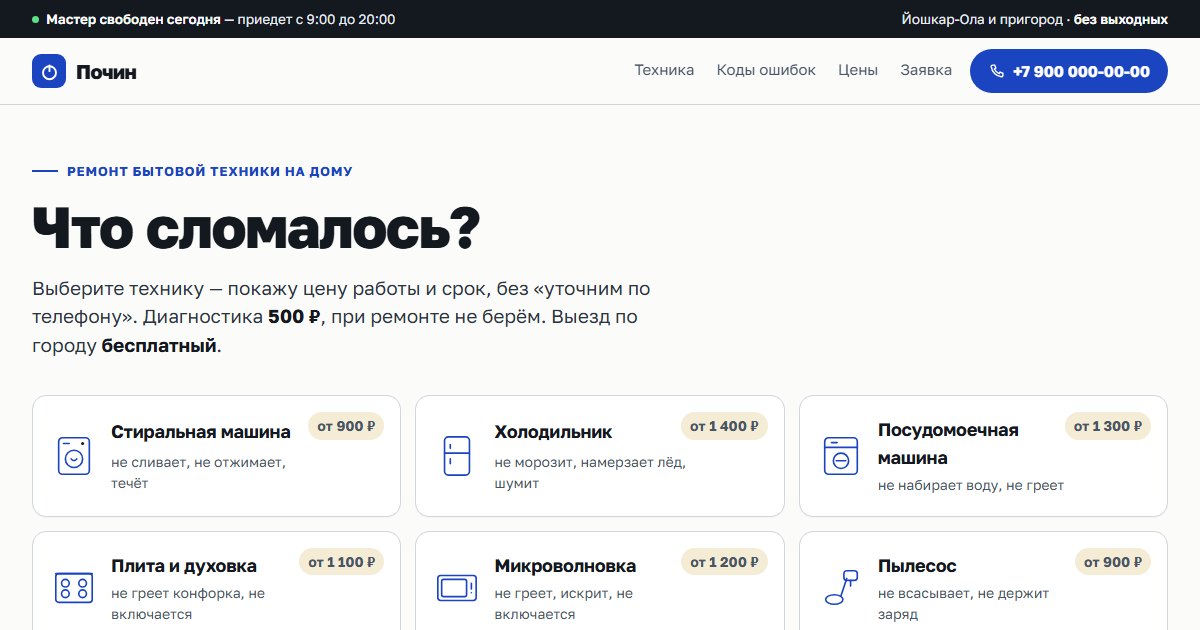 Мастер свободен сегодня — приедет с 9:00 до 20:00
Йошкар-Ола и пригород · без выходных
Почин
Техника
Коды ошибок
Цены
Заявка
+7 900 000-00-00
РЕМОНТ БЫТОВОЙ ТЕХНИКИ НА ДОМУ
Что сломалось?
Выберите технику — покажу цену работы и срок, без «уточним по
телефону». Диагностика 500 ₽, при ремонте не берём. Выезд по
городу бесплатный.
Стиральная машина
от 900 ₽
не сливает, не отжимает,
течёт
Холодильник
от 1 400 ₽
не морозит, намерзает лёд,
шумит
Посудомоечная
машина
от 1 300 ₽
не набирает воду, не греет
Плита и духовка
от 1 100 ₽
не греет конфорка, не
включается
Микроволновка
от 1 200 ₽
не греет, искрит, не
включается
Пылесос
от 900 ₽
не всасывает, не держит
заряд